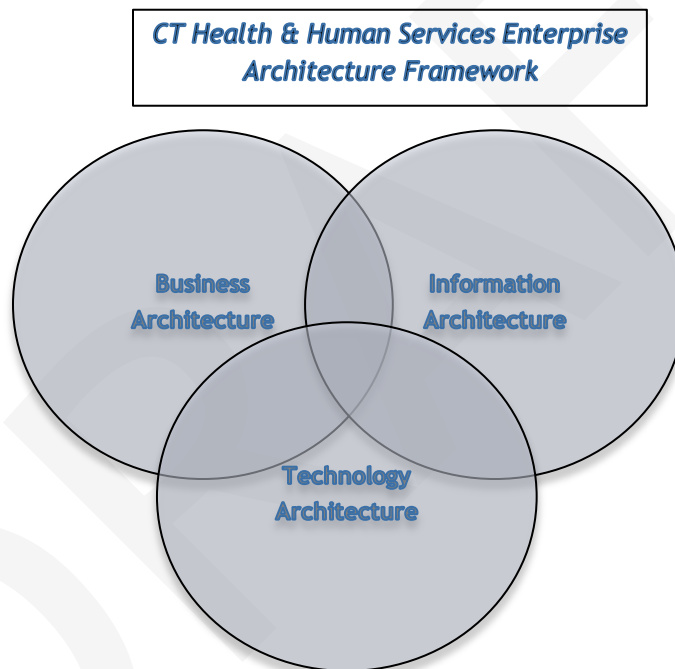 CT Health & Human Services Enterprise
Architecture Framework
Business
Architecture
Information
Architecture
Technology
Architecture